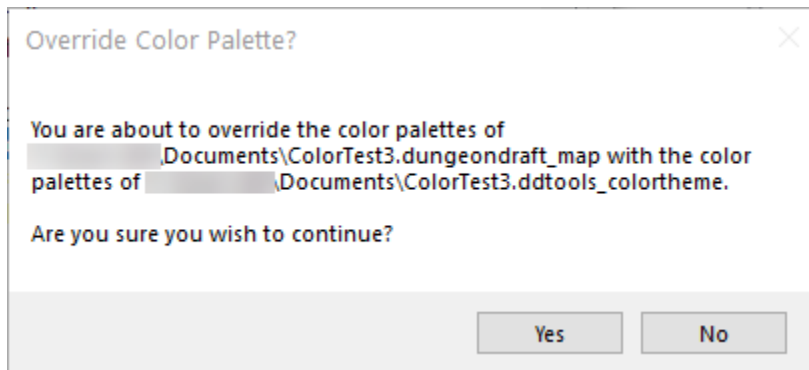 Override Color Palette?
You are about to override the color palettes of
\Documents\ColorTest3.dungeondraft_map with the color
palettes of \Documents\ColorTest3.ddtools_colortheme.
Are you sure you wish to continue?
Yes No